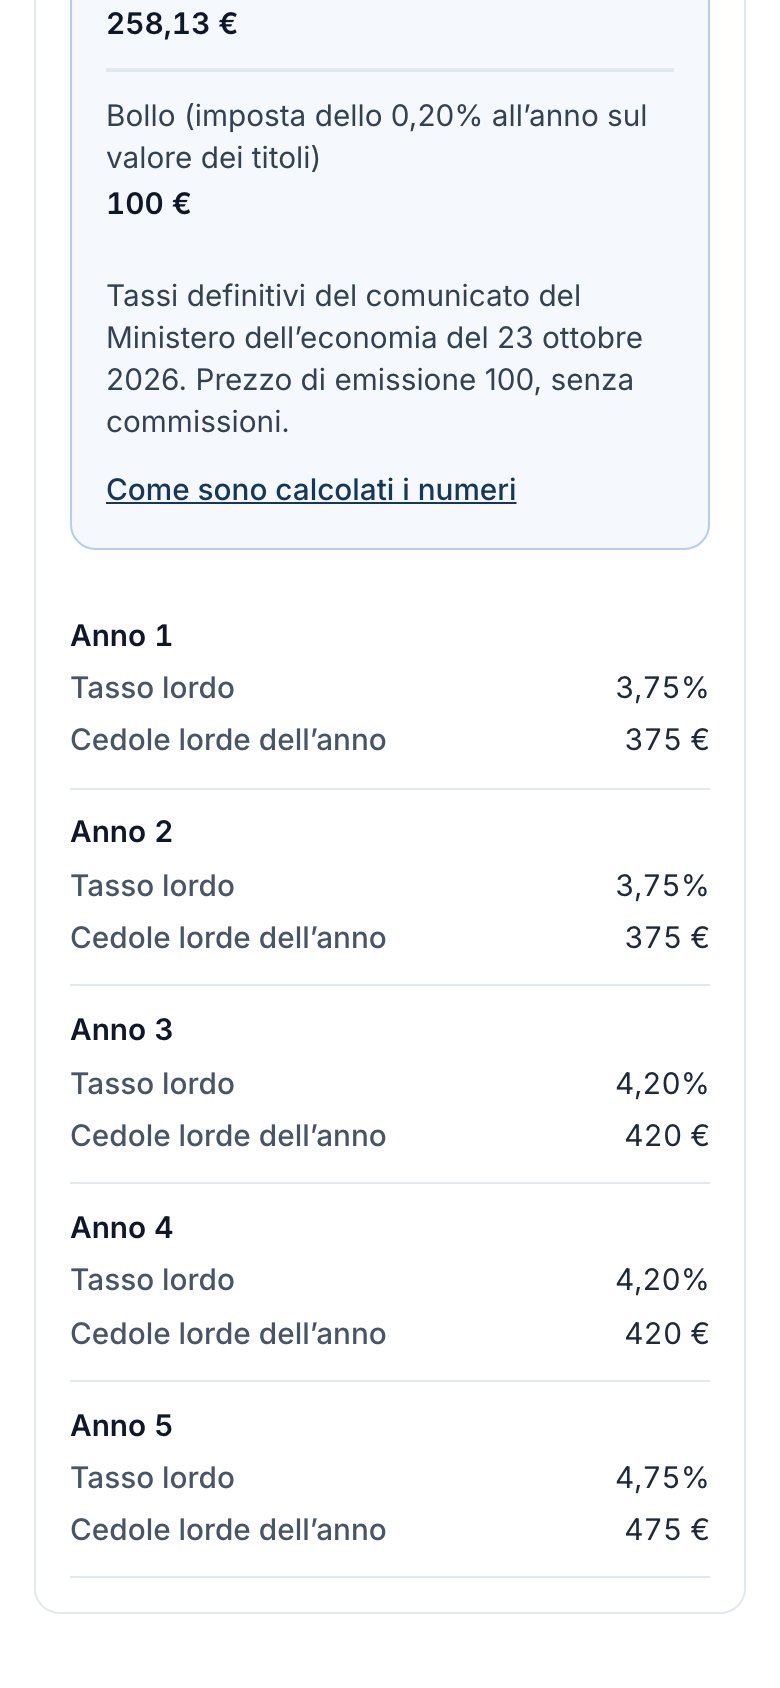 258,13 €
Bollo (imposta dello 0,20% all’anno sul
valore dei titoli)
100 €
Tassi definitivi del comunicato del
Ministero dell’economia del 23 ottobre
2026. Prezzo di emissione 100, senza
commissioni.
Come sono calcolati i numeri
Anno 1
Tasso lordo 3,75%
Cedole lorde dell’anno 375 €
Anno 2
Tasso lordo 3,75%
Cedole lorde dell’anno 375 €
Anno 3
Tasso lordo 4,20%
Cedole lorde dell’anno 420 €
Anno 4
Tasso lordo 4,20%
Cedole lorde dell’anno 420 €
Anno 5
Tasso lordo 4,75%
Cedole lorde dell’anno 475 €